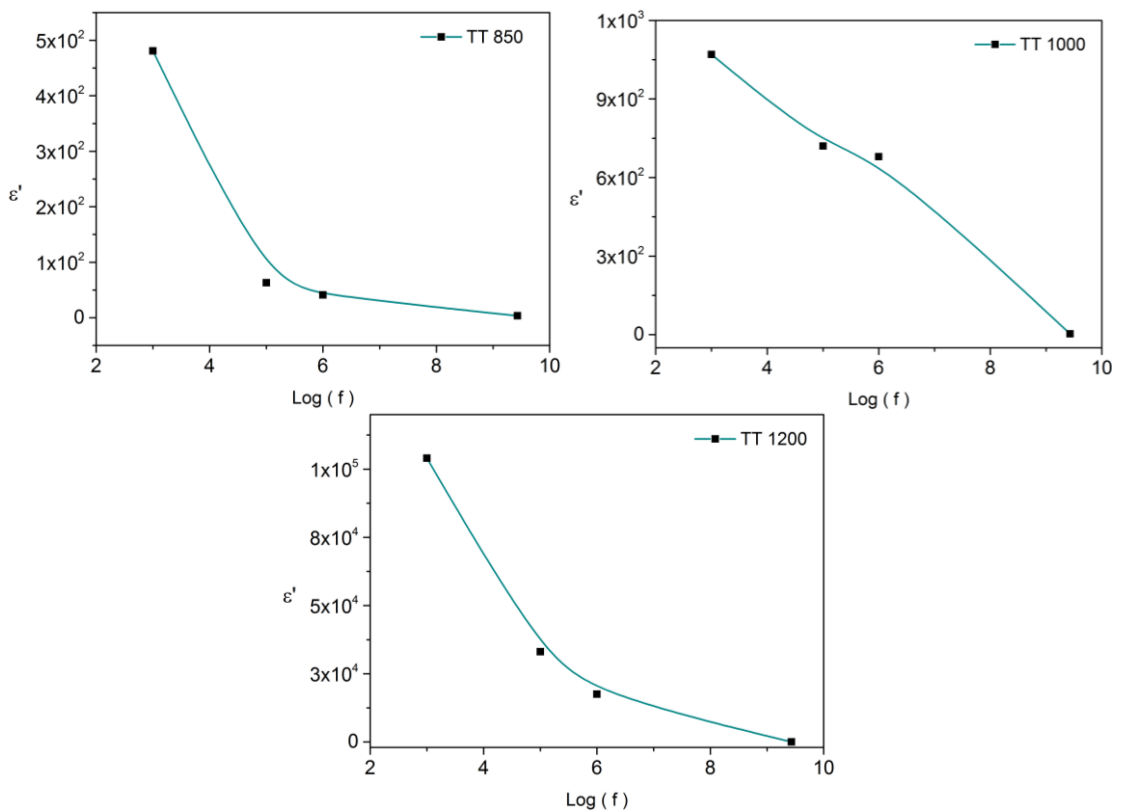 TT 850
5x10²
4x10²
3x10²
2x10²
1x10²
0
ε'
2 4 6 8 10
Log ( f )
TT 1000
1x10³
9x10²
6x10²
3x10²
0
ε'
2 4 6 8 10
Log ( f )
TT 1200
1x10⁵
8x10⁴
5x10⁴
3x10⁴
0
ε'
2 4 6 8 10
Log ( f )